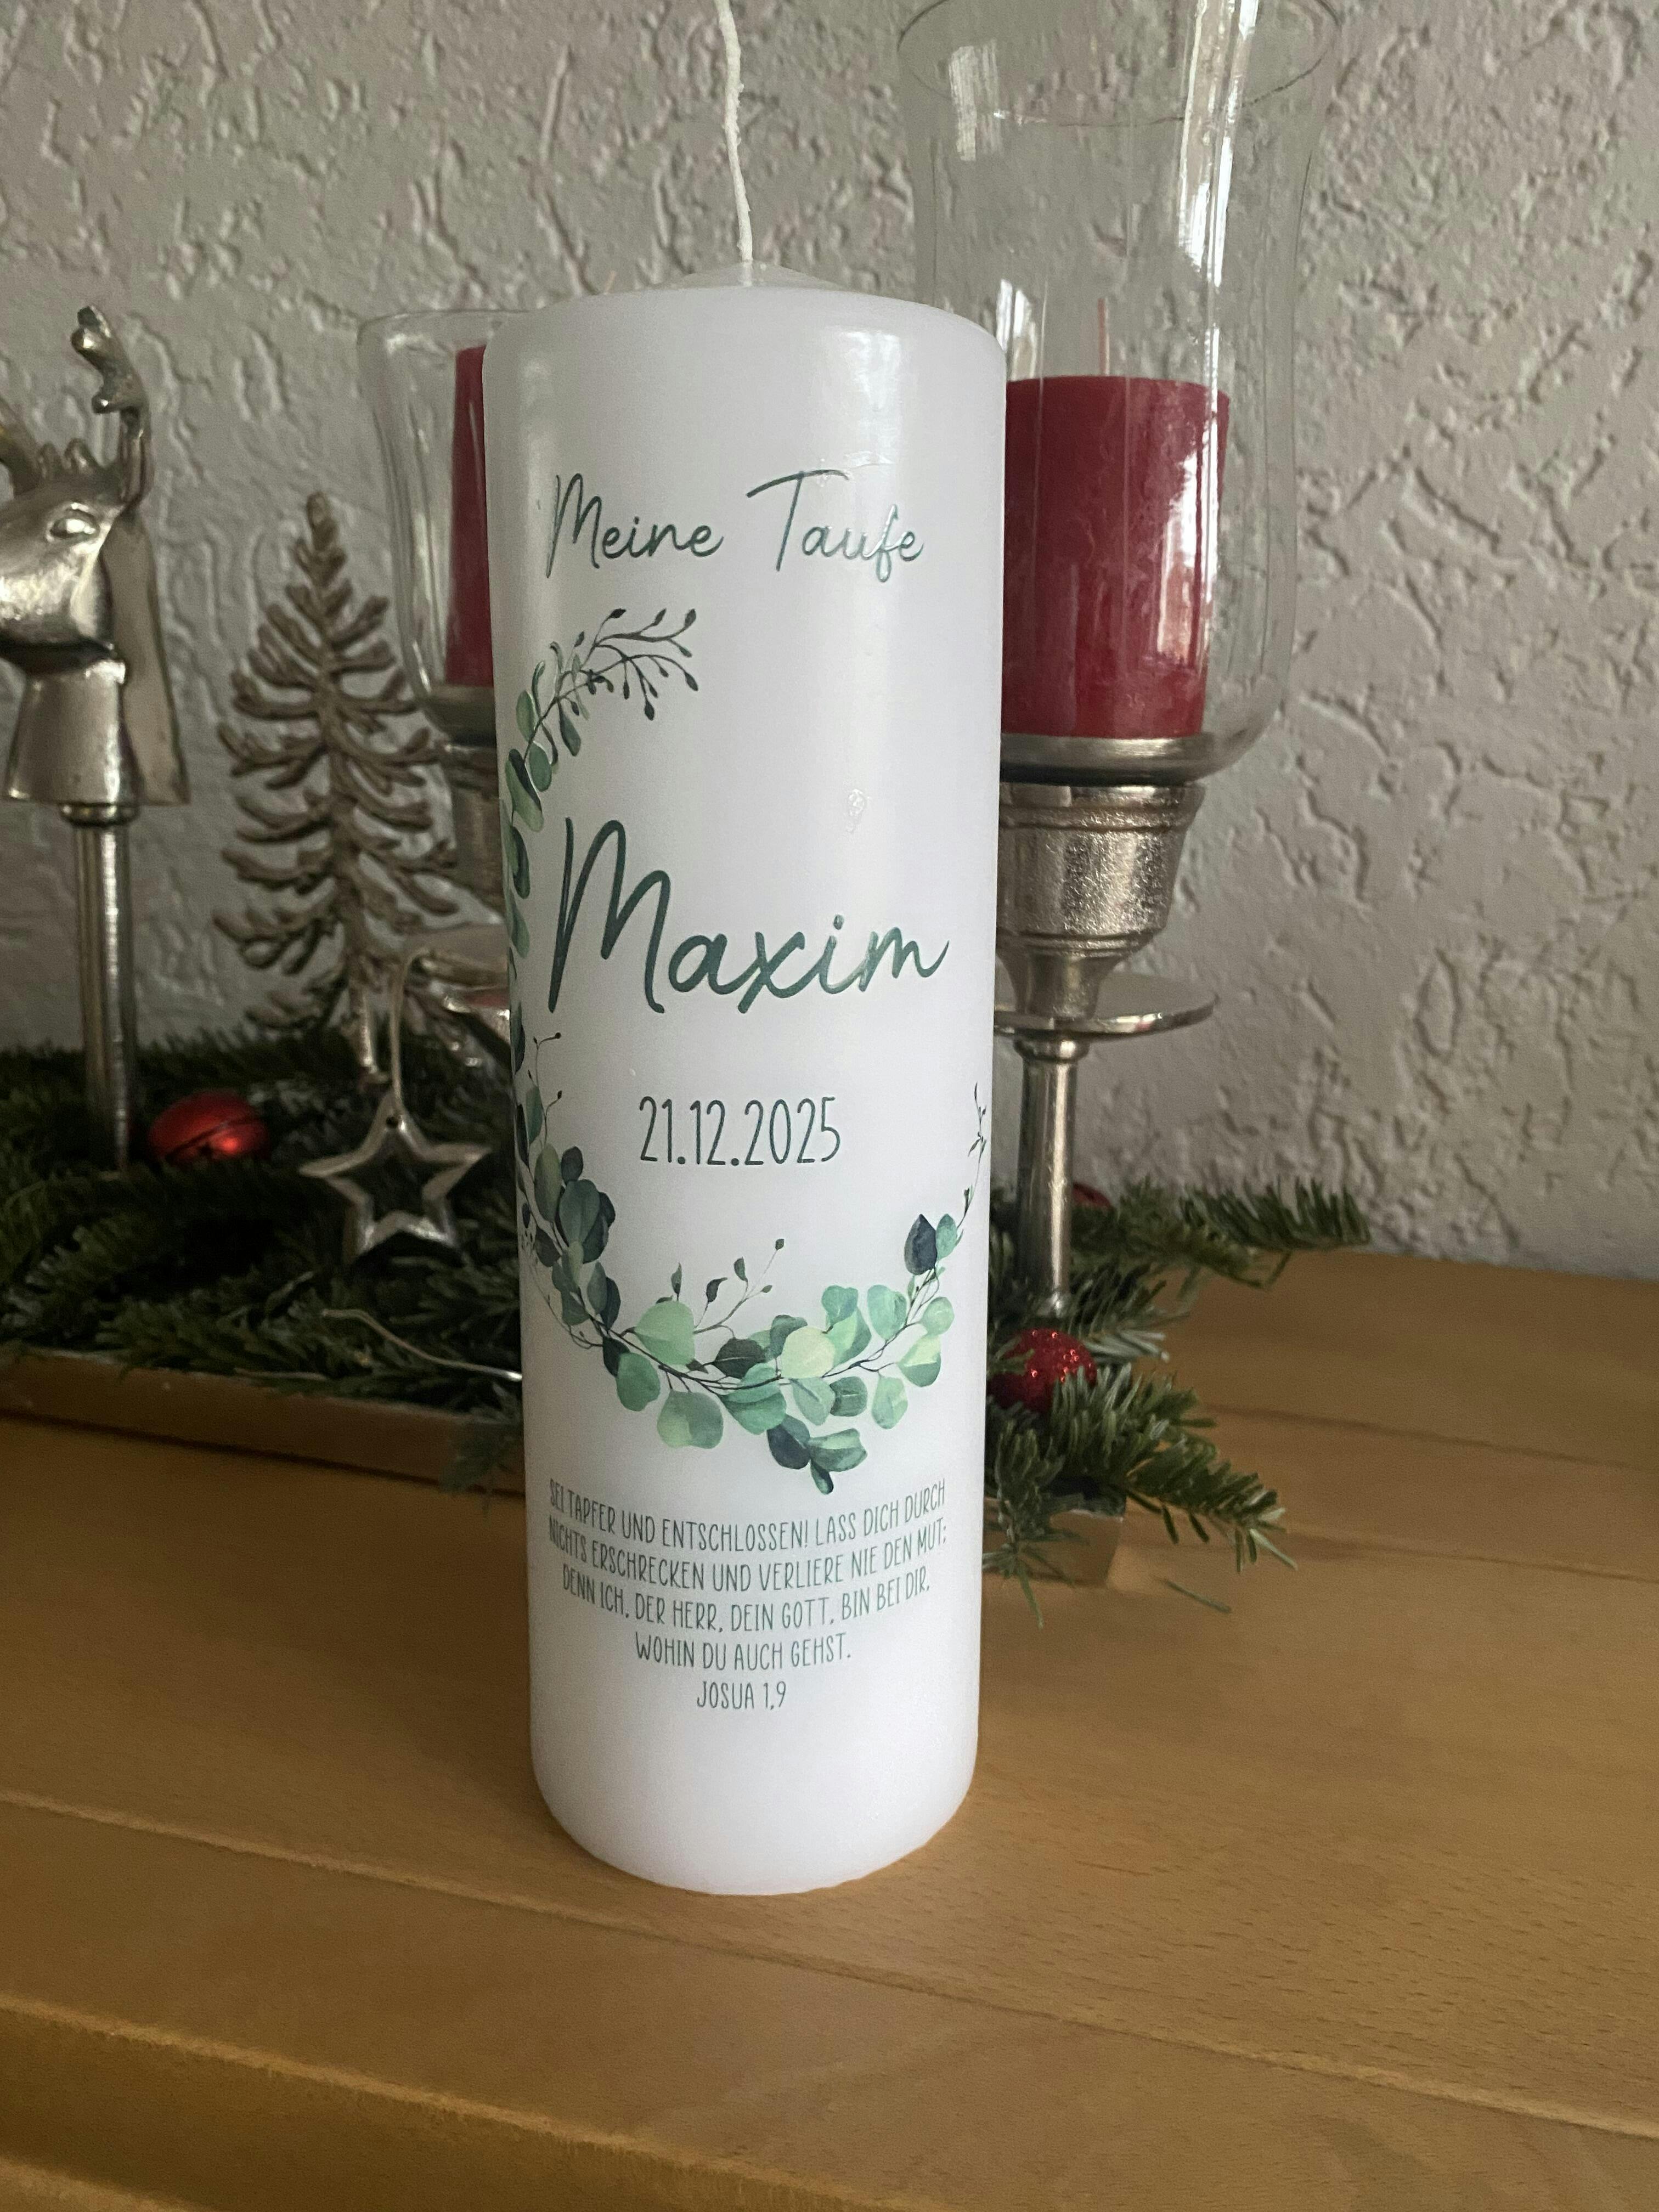 Meine Taufe
Maxim
21.12.2025
SEI TAPFER UND ENTSCHLOSSEN! LASS DICH DURCH
NICHTS ERSCHRECKEN UND VERLIERE NIE DEN MUT;
DENN ICH, DER HERR, DEIN GOTT, BIN BEI DIR,
WOHIN DU AUCH GEHST.
JOSUA 1,9